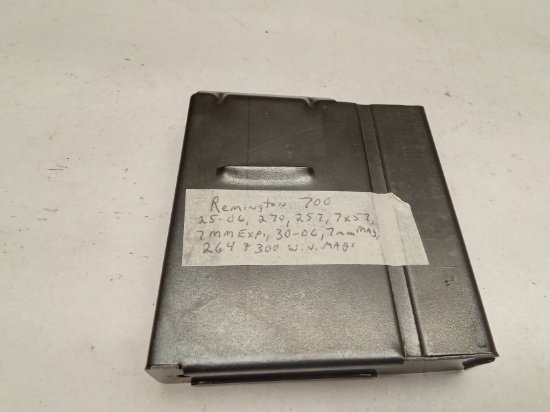 Remington 700
25-06, 270, 257, 7x57,
7mm Exp., 30-06, 7mm MAG,
264 & 300 WIN. MAGS